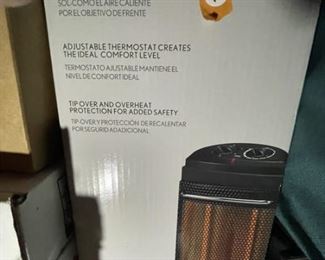 SOL-COMO EL AIRE CALIENTE
POR EL OBJETIVO DE FRENTE
ADJUSTABLE THERMOSTAT CREATES
THE IDEAL COMFORT LEVEL
TERMOSTATO AJUSTABLE MANTIENE EL
NIVEL DE CONFORT IDEAL
TIP OVER AND OVERHEAT
PROTECTION FOR ADDED SAFETY
TIP OVER Y PROTECCIÓN DE RECALENTAR
POR SEGURID ADADICIONAL